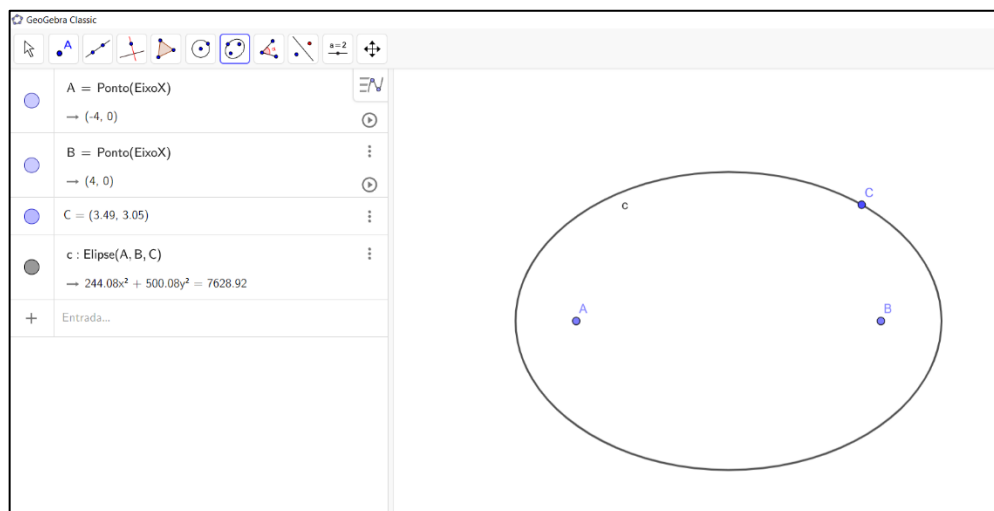 GeoGebra Classic
A
a=2
A = Ponto(EixoX)
→ (-4, 0)
B = Ponto(EixoX)
→ (4, 0)
C = (3.49, 3.05)
c : Elipse(A, B, C)
→ 244.08x² + 500.08y² = 7628.92
+ Entrada...
C
c
A
B